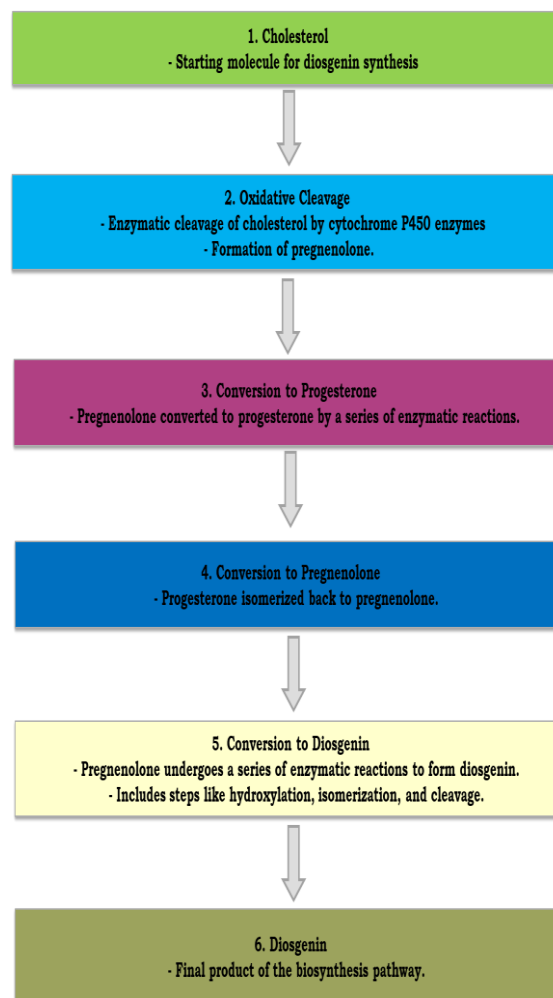 1. Cholesterol
- Starting molecule for diosgenin synthesis
2. Oxidative Cleavage
- Enzymatic cleavage of cholesterol by cytochrome P450 enzymes
- Formation of pregnenolone.
3. Conversion to Progesterone
- Pregnenolone converted to progesterone by a series of enzymatic reactions.
4. Conversion to Pregnenolone
- Progesterone isomerized back to pregnenolone.
5. Conversion to Diosgenin
- Pregnenolone undergoes a series of enzymatic reactions to form diosgenin.
- Includes steps like hydroxylation, isomerization, and cleavage.
6. Diosgenin
- Final product of the biosynthesis pathway.